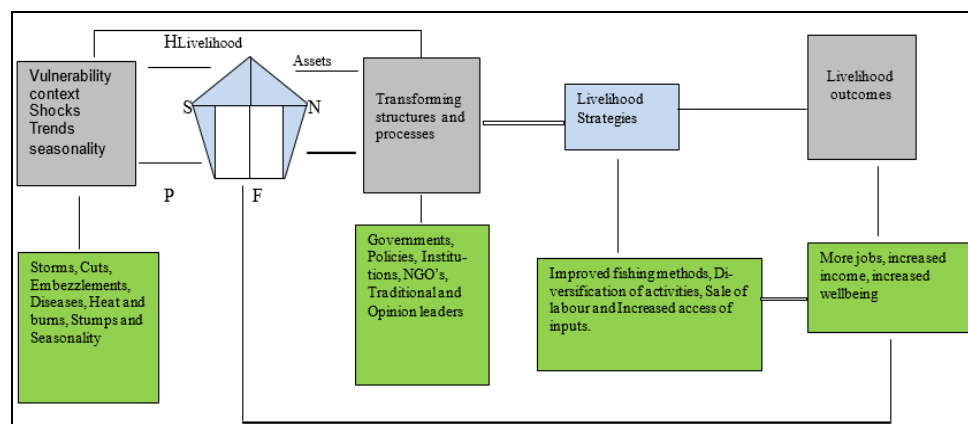 HLivelihood
Assets
Vulnerability
context
Shocks
Trends
seasonality
S
N
P
F
Transforming
structures and
processes
Livelihood
Strategies
Livelihood
outcomes
Storms, Cuts,
Embezzlements,
Diseases, Heat and
burns, Stumps and
Seasonality
Governments,
Policies, Institu-
tions, NGO's,
Traditional and
Opinion leaders
Improved fishing methods, Di-
versification of activities, Sale of
labour and Increased access of
inputs.
More jobs, increased
income, increased
wellbeing